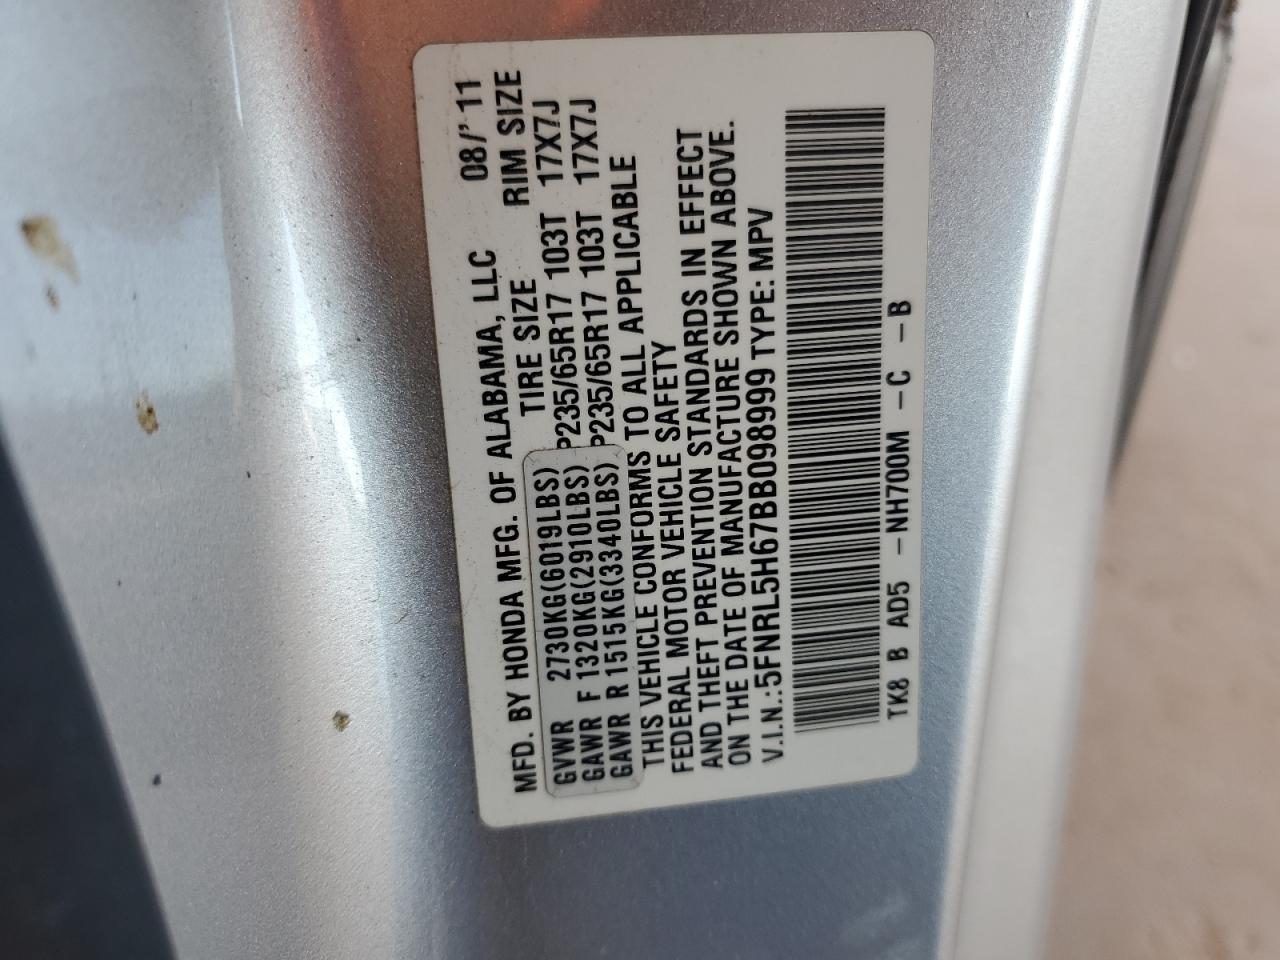 MFD. BY HONDA MFG. OF ALABAMA, LLC 08/'11
TIRE SIZE RIM SIZE
GVWR 2730KG(6019LBS) P235/65R17 103T 17X7J
GAWR F 1320KG(2910LBS) P235/65R17 103T 17X7J
GAWR R 1515KG(3340LBS)
THIS VEHICLE CONFORMS TO ALL APPLICABLE
FEDERAL MOTOR VEHICLE SAFETY
AND THEFT PREVENTION STANDARDS IN EFFECT
ON THE DATE OF MANUFACTURE SHOWN ABOVE.
V.I.N.:5FNRL5H67BB098999 TYPE: MPV
TK8 B AD5 -NH700M -C -B